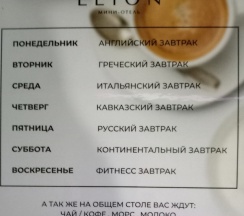 ELTON
МИНИ-ОТЕЛЬ
ПОНЕДЕЛЬНИК АНГЛИЙСКИЙ ЗАВТРАК
ВТОРНИК ГРЕЧЕСКИЙ ЗАВТРАК
СРЕДА ИТАЛЬЯНСКИЙ ЗАВТРАК
ЧЕТВЕРГ КАВКАЗСКИЙ ЗАВТРАК
ПЯТНИЦА РУССКИЙ ЗАВТРАК
СУББОТА КОНТИНЕНТАЛЬНЫЙ ЗАВТРАК
ВОСКРЕСЕНЬЕ ФИТНЕСС ЗАВТРАК
А ТАК ЖЕ НА ОБЩЕМ СТОЛЕ ВАС ЖДУТ:
ЧАЙ / КОФЕ, МОРС, МОЛОКО